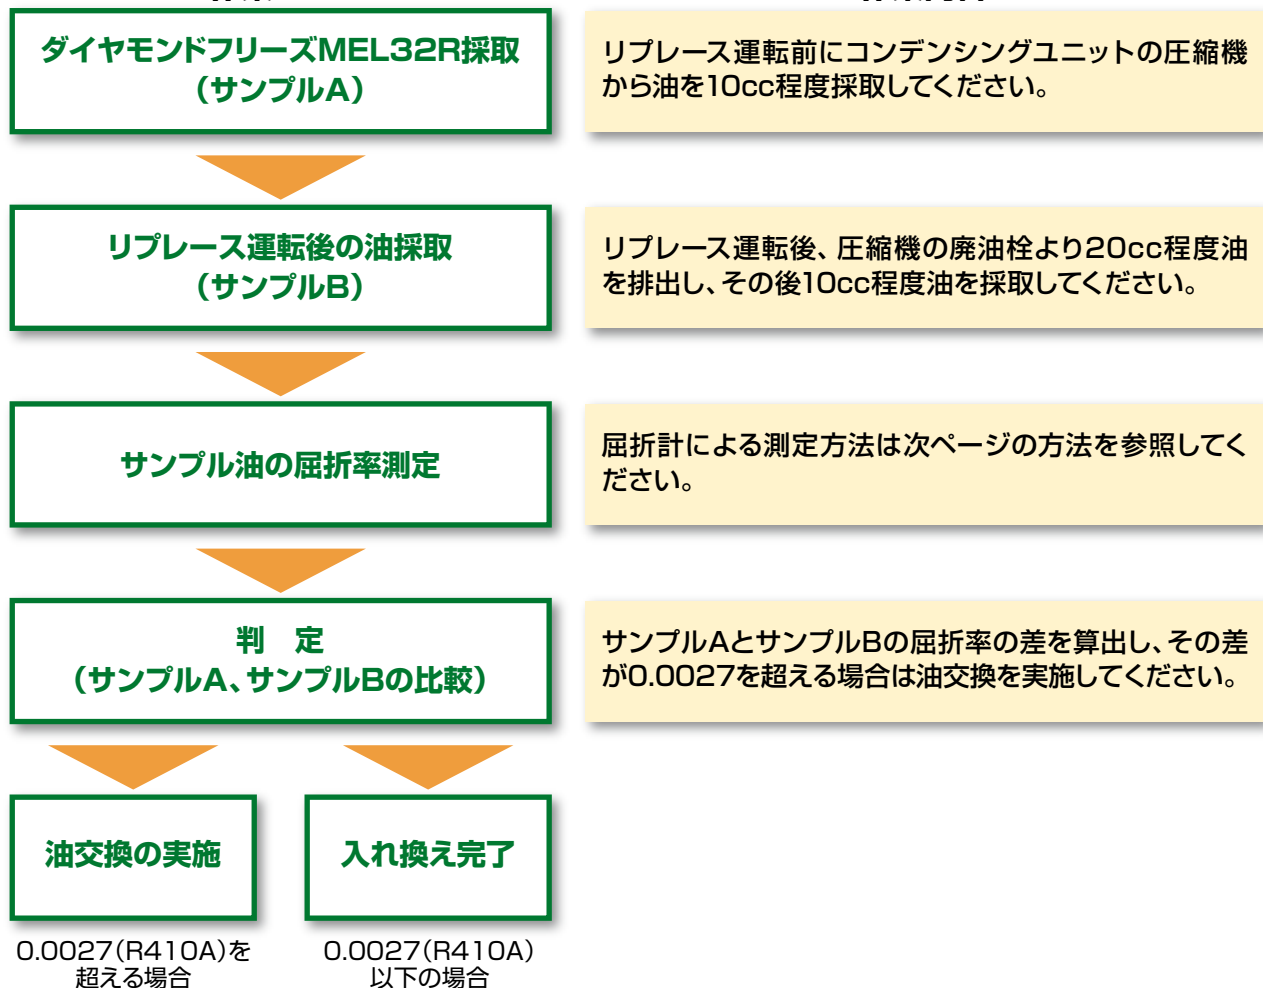 ダイヤモンドフリーズMEL32R採取
（サンプルA）
リプレース運転前にコンデンシングユニットの圧縮機
から油を10cc程度採取してください。
リプレース運転後の油採取
（サンプルB）
リプレース運転後、圧縮機の廃油栓より20cc程度油
を排出し、その後10cc程度油を採取してください。
サンプル油の屈折率測定
屈折計による測定方法は次ページの方法を参照してく
ださい。
判　定
（サンプルA、サンプルBの比較）
サンプルAとサンプルBの屈折率の差を算出し、その差
が0.0027を超える場合は油交換を実施してください。
油交換の実施
入れ換え完了
0.0027（R410A）を
超える場合
0.0027（R410A）
以下の場合